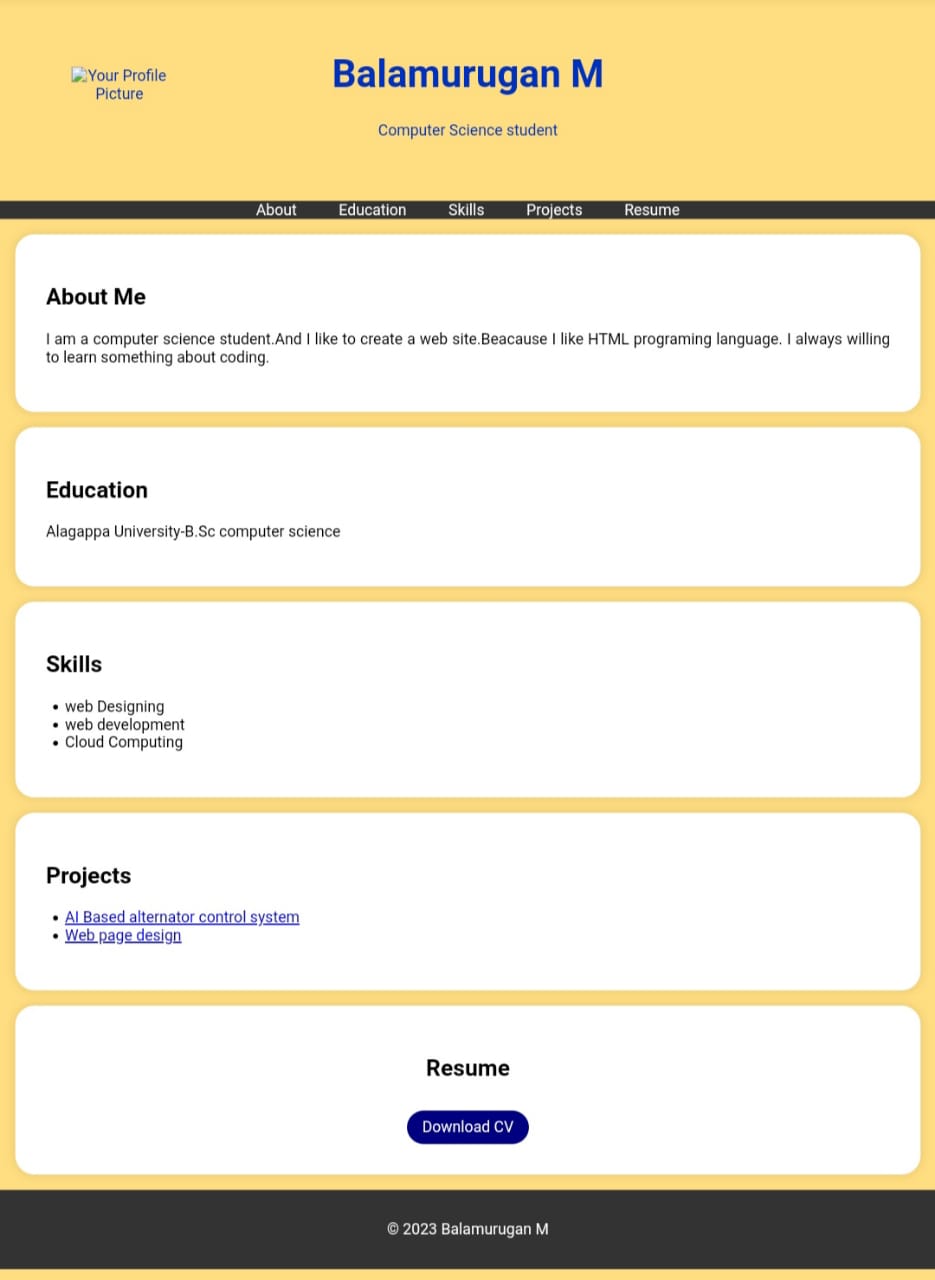 Your Profile
Picture
Balamurugan M
Computer Science student
About Education Skills Projects Resume
About Me
I am a computer science student.And I like to create a web site.Beacause I like HTML programing language. I always willing
to learn something about coding.
Education
Alagappa University-B.Sc computer science
Skills
• web Designing
• web development
• Cloud Computing
Projects
• AI Based alternator control system
• Web page design
Resume
Download CV
© 2023 Balamurugan M